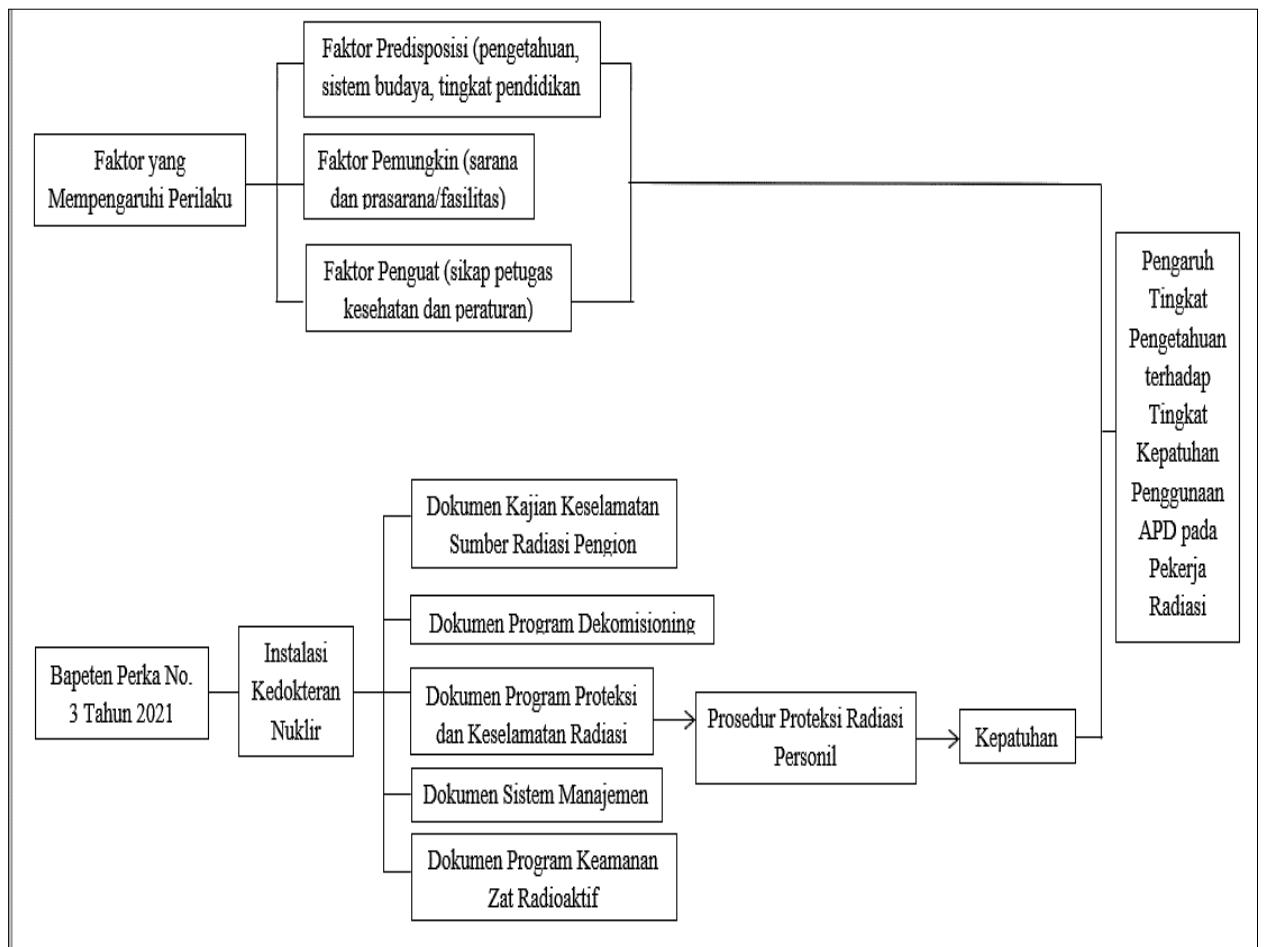 Faktor Predisposisi (pengetahuan,
sistem budaya, tingkat pendidikan
Faktor yang
Mempengaruhi Perilaku
Faktor Pemungkin (sarana
dan prasarana/fasilitas)
Faktor Penguat (sikap petugas
kesehatan dan peraturan)
Pengaruh
Tingkat
Pengetahuan
terhadap
Tingkat
Kepatuhan
Penggunaan
APD pada
Pekerja
Radiasi
Bapeten Perka No.
3 Tahun 2021
Instalasi
Kedokteran
Nuklir
Dokumen Kajian Keselamatan
Sumber Radiasi Pengion
Dokumen Program Dekomisioning
Dokumen Program Proteksi
dan Keselamatan Radiasi
Dokumen Sistem Manajemen
Dokumen Program Keamanan
Zat Radioaktif
Prosedur Proteksi Radiasi
Personil
Kepatuhan